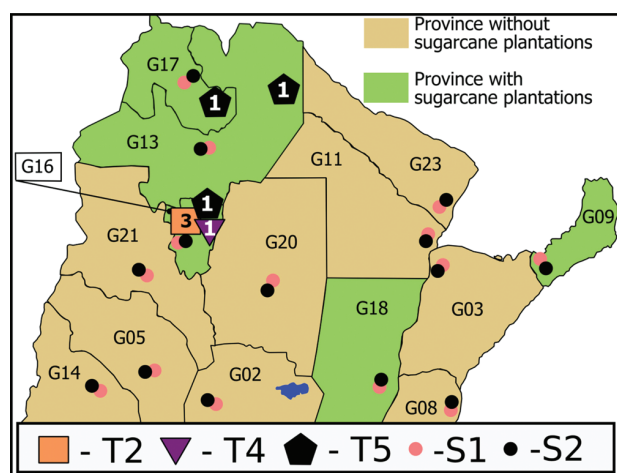 Province without
sugarcane plantations
Province with
sugarcane plantations
G17
1
1
G13
G11
G23
G16
1
3
1
G09
G21
G20
G18
G03
G05
G14
G02
G08
- T2
- T4
- T5
-S1
-S2